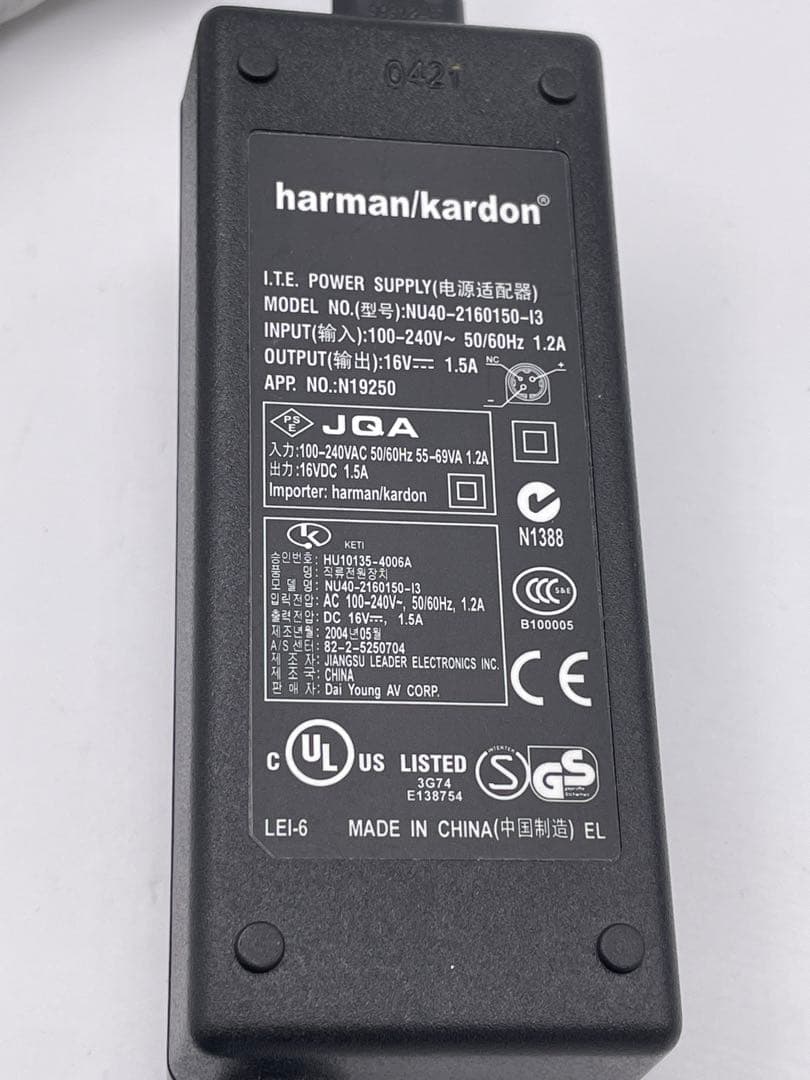 0421
harman/kardon®
I.T.E. POWER SUPPLY(电源适配器)
MODEL NO.(型号):NU40-2160150-I3
INPUT(输入):100-240V~ 50/60Hz 1.2A
OUTPUT(输出):16V⎓ 1.5A
NC + -
APP. NO.:N19250
PS E JQA
入力:100-240VAC 50/60Hz 55-69VA 1.2A
出力:16VDC 1.5A
Importer: harman/kardon
N1388
K KETI
승인번호: HU10135-4006A
품 명: 직류전원장치
모 델 명: NU40-2160150-I3
입력전압: AC 100-240V~, 50/60Hz, 1.2A
출력전압: DC 16V⎓, 1.5A
제조년월: 2004년05월
A/S센터: 82-2-5250704
제 조 자: JIANGSU LEADER ELECTRONICS INC.
제 조 국: CHINA
판 매 자: Dai Young AV CORP.
CCC S&E
B100005
CE
C UL US LISTED
3G74
E138754
INTERTEK S
GS geprüfte Sicherheit
LEI-6 MADE IN CHINA(中国制造) EL